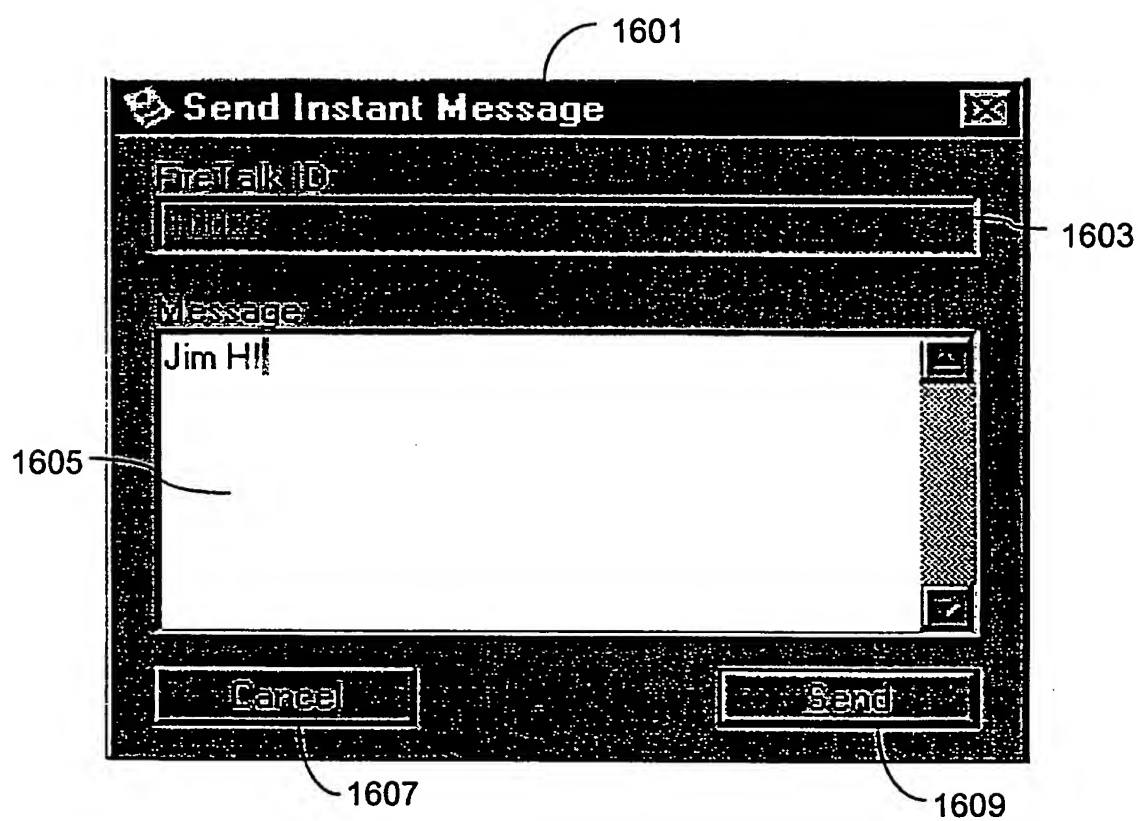 1601
Send Instant Message
FreTalk ID:
1603
Message:
Jim HI
1605
Cancel
Send
1607
1609